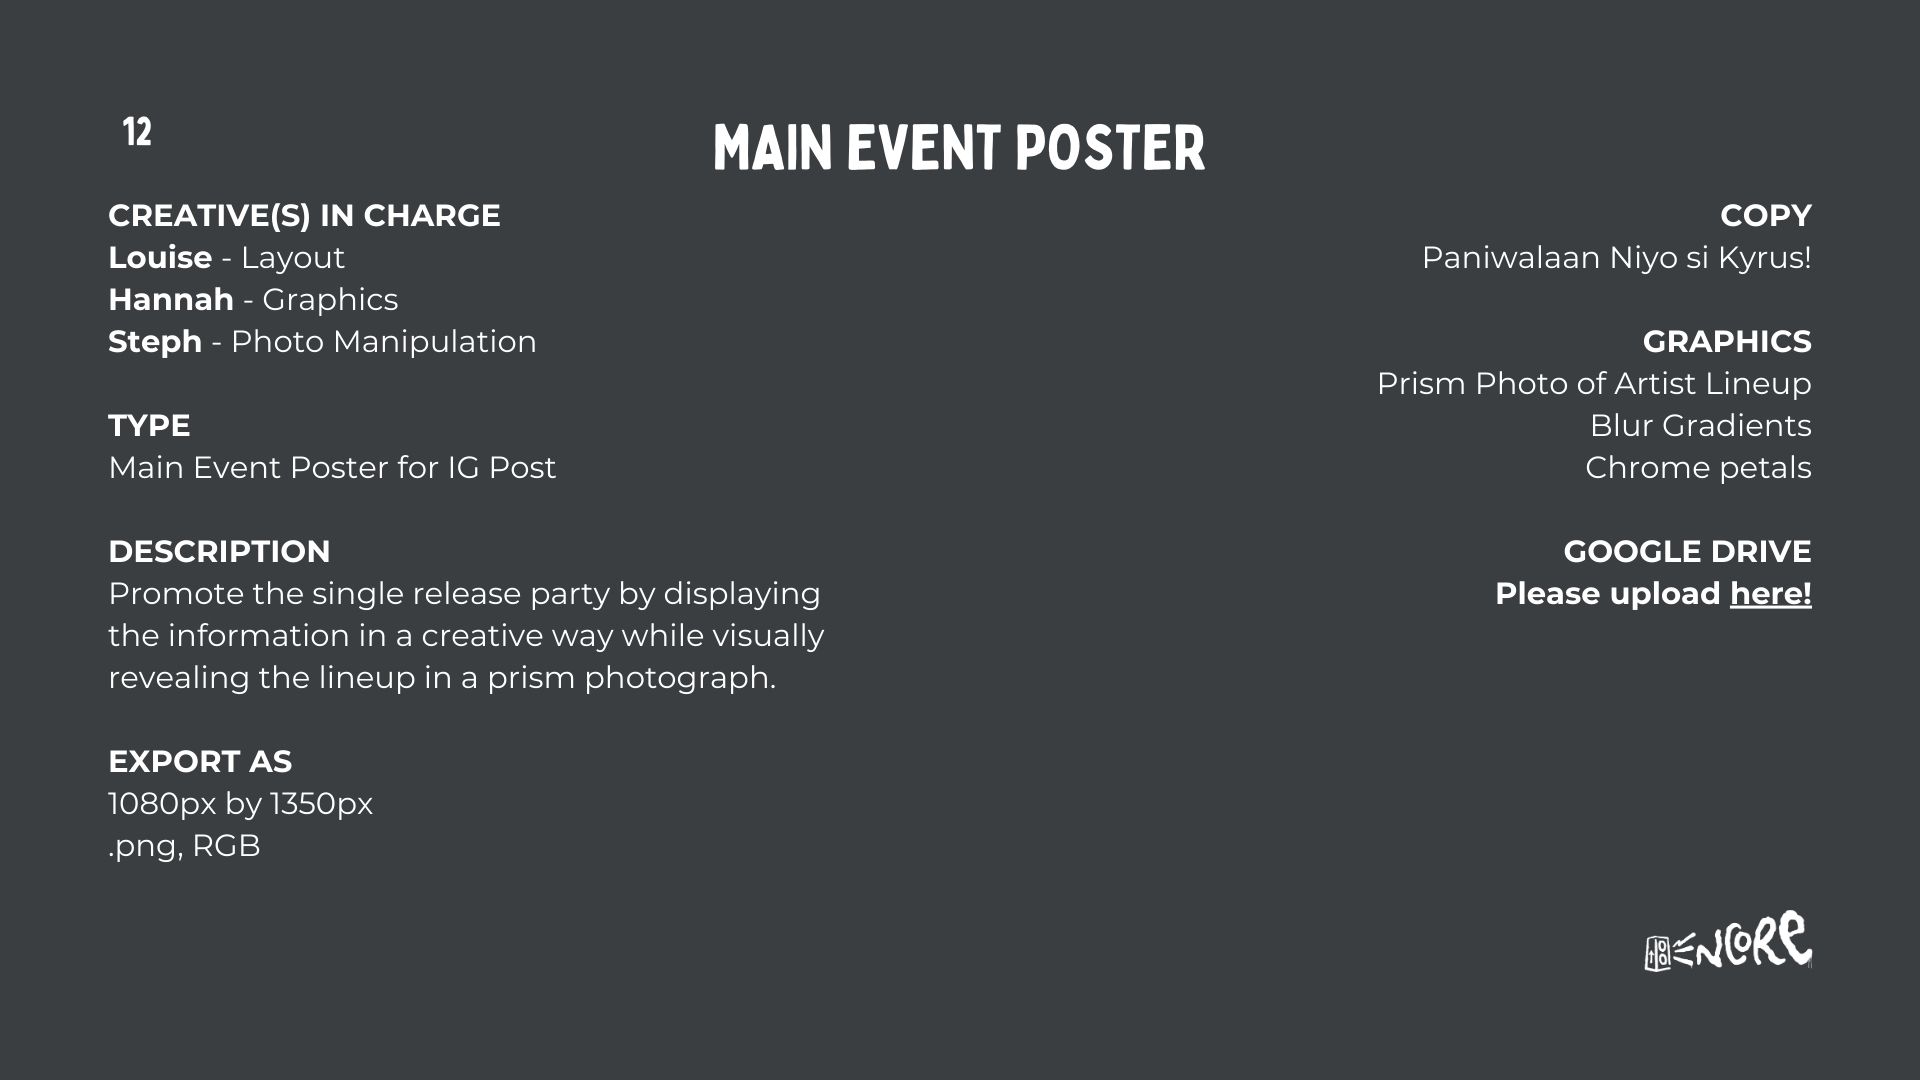 12
MAIN EVENT POSTER
CREATIVE(S) IN CHARGE
Louise - Layout
Hannah - Graphics
Steph - Photo Manipulation
TYPE
Main Event Poster for IG Post
DESCRIPTION
Promote the single release party by displaying
the information in a creative way while visually
revealing the lineup in a prism photograph.
EXPORT AS
1080px by 1350px
.png, RGB
COPY
Paniwalaan Niyo si Kyrus!
GRAPHICS
Prism Photo of Artist Lineup
Blur Gradients
Chrome petals
GOOGLE DRIVE
Please upload here!
ENCORE